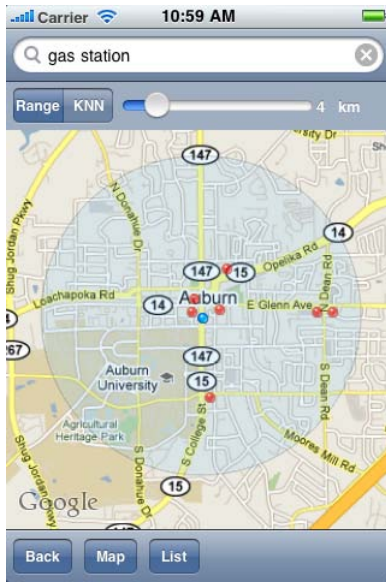 Carrier 10:59 AM
gas station
Range KNN 4 km
147
N Donahue Dr
Shug Jordan Pkwy
14
Opelika Rd
147 15
Loachapoka Rd
14 Auburn E Glenn Ave
N Dean Rd
267
147
Auburn
University
15
S Dean Rd
Agricultural
Heritage Park
S College St
Moores Mill Rd
Shug Jordan Pkwy
S Donahue Dr
15
Google
Back Map List